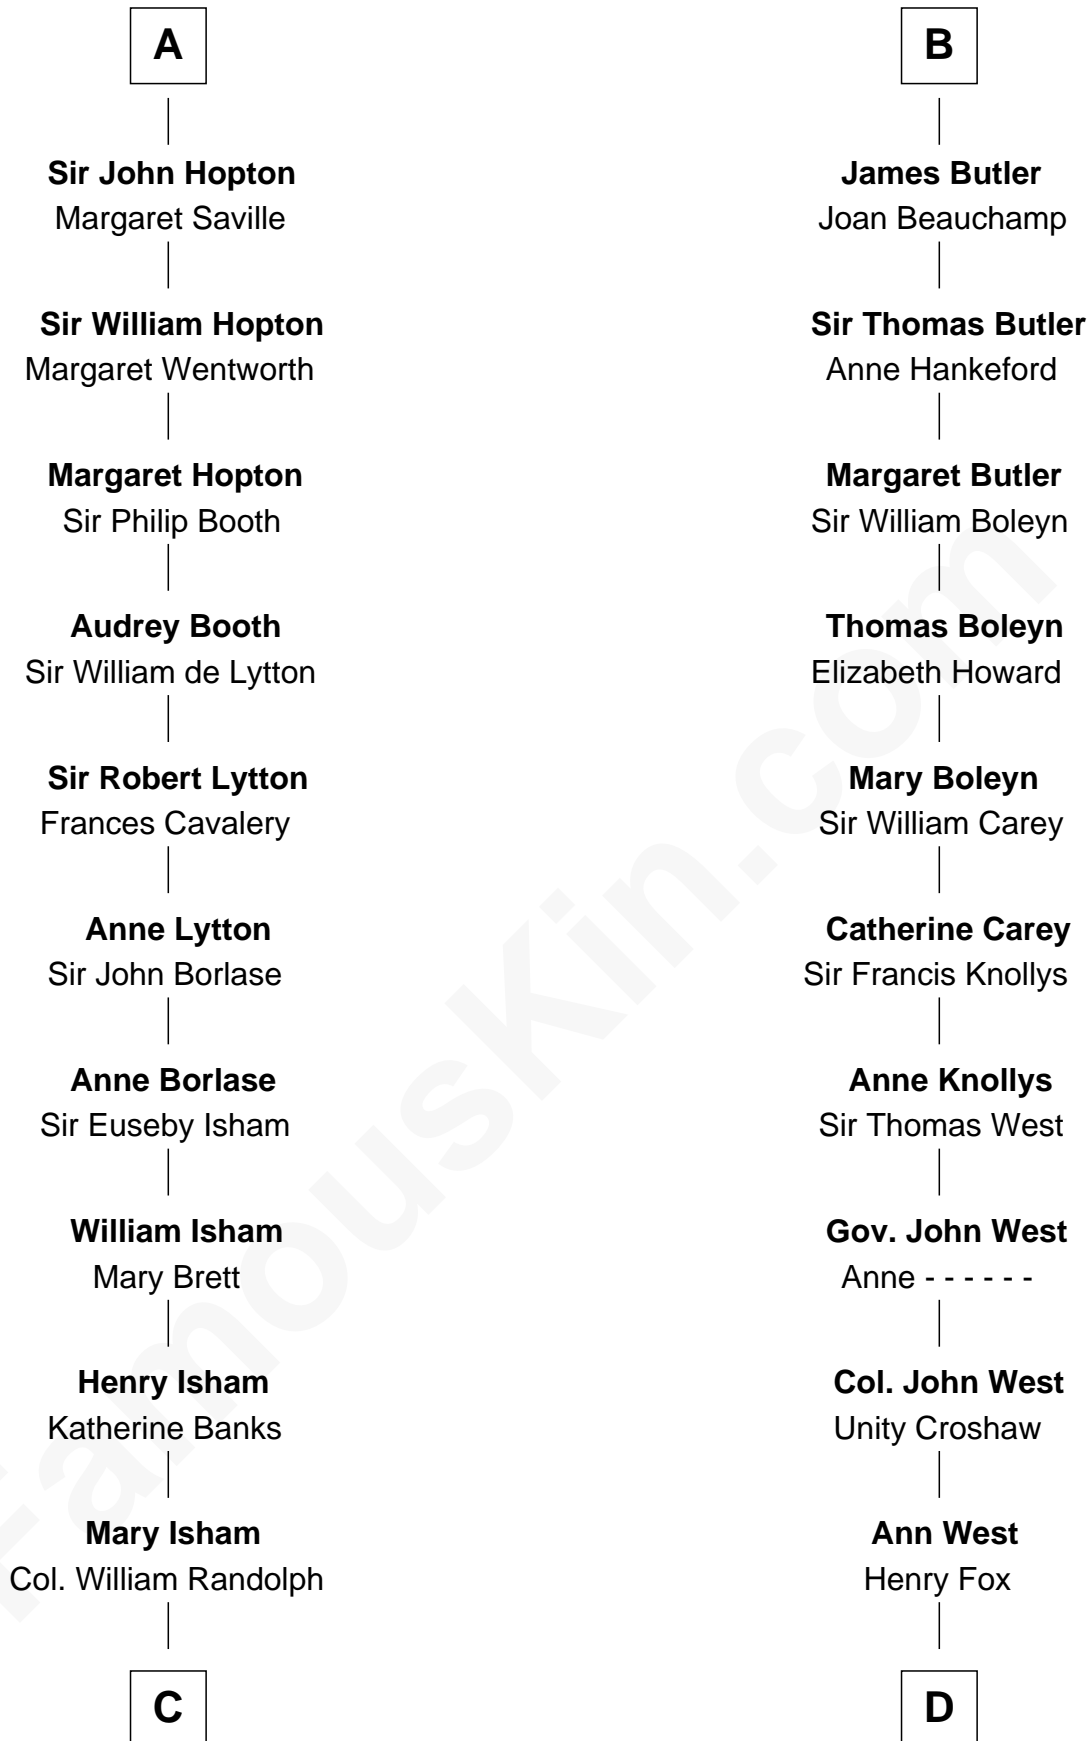 A
Sir John Hopton
Margaret Saville
Sir William Hopton
Margaret Wentworth
Margaret Hopton
Sir Philip Booth
Audrey Booth
Sir William de Lytton
Sir Robert Lytton
Frances Cavalery
Anne Lytton
Sir John Borlase
Anne Borlase
Sir Euseby Isham
William Isham
Mary Brett
Henry Isham
Katherine Banks
Mary Isham
Col. William Randolph
C
B
James Butler
Joan Beauchamp
Sir Thomas Butler
Anne Hankeford
Margaret Butler
Sir William Boleyn
Thomas Boleyn
Elizabeth Howard
Mary Boleyn
Sir William Carey
Catherine Carey
Sir Francis Knollys
Anne Knollys
Sir Thomas West
Gov. John West
Anne - - - - - -
Col. John West
Unity Croshaw
Ann West
Henry Fox
D
FamousKin.com